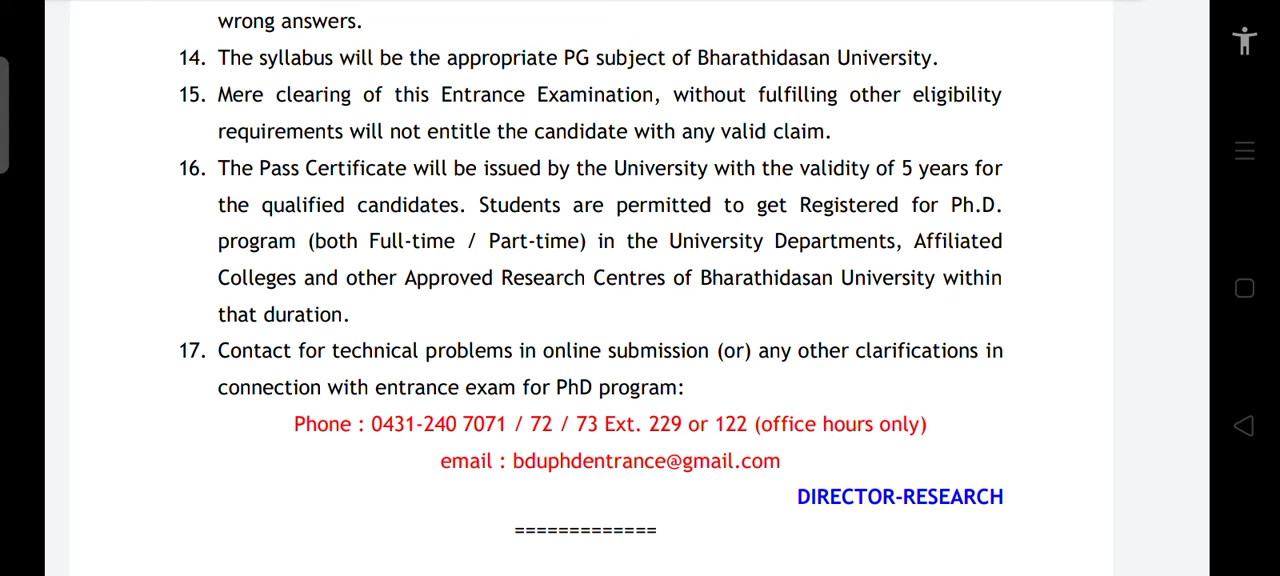 wrong answers.
14. The syllabus will be the appropriate PG subject of Bharathidasan University.
15. Mere clearing of this Entrance Examination, without fulfilling other eligibility
requirements will not entitle the candidate with any valid claim.
16. The Pass Certificate will be issued by the University with the validity of 5 years for
the qualified candidates. Students are permitted to get Registered for Ph.D.
program (both Full-time / Part-time) in the University Departments, Affiliated
Colleges and other Approved Research Centres of Bharathidasan University within
that duration.
17. Contact for technical problems in online submission (or) any other clarifications in
connection with entrance exam for PhD program:
Phone : 0431-240 7071 / 72 / 73 Ext. 229 or 122 (office hours only)
email : bduphdentrance@gmail.com
DIRECTOR-RESEARCH
=============